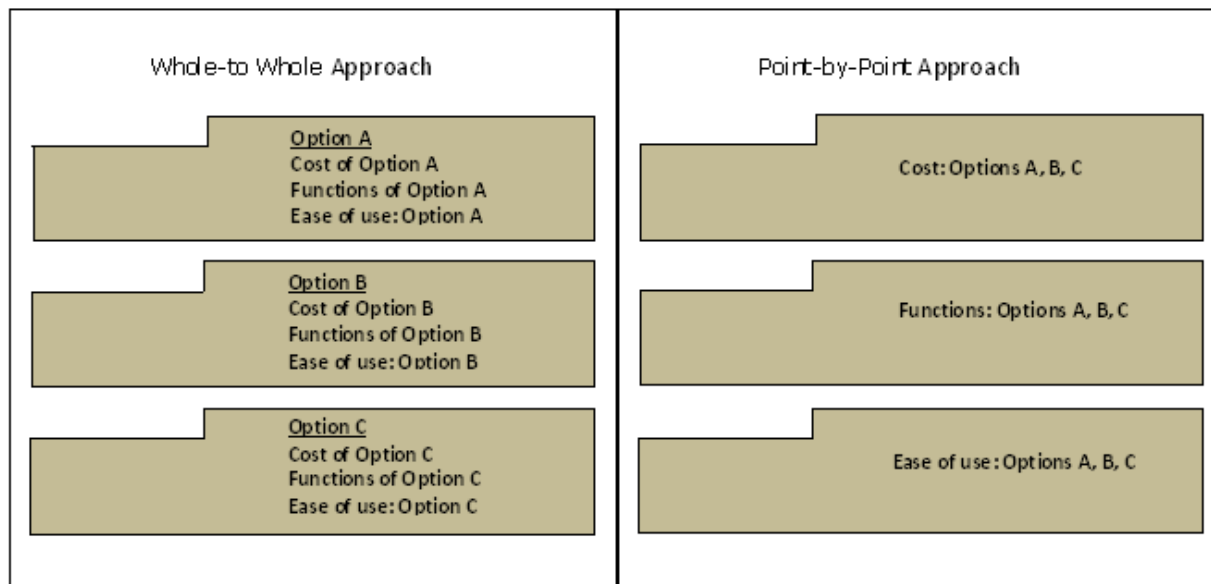 Whole-to Whole Approach
Option A
Cost of Option A
Functions of Option A
Ease of use: Option A
Option B
Cost of Option B
Functions of Option B
Ease of use: Option B
Option C
Cost of Option C
Functions of Option C
Ease of use: Option C
Point-by-Point Approach
Cost: Options A, B, C
Functions: Options A, B, C
Ease of use: Options A, B, C